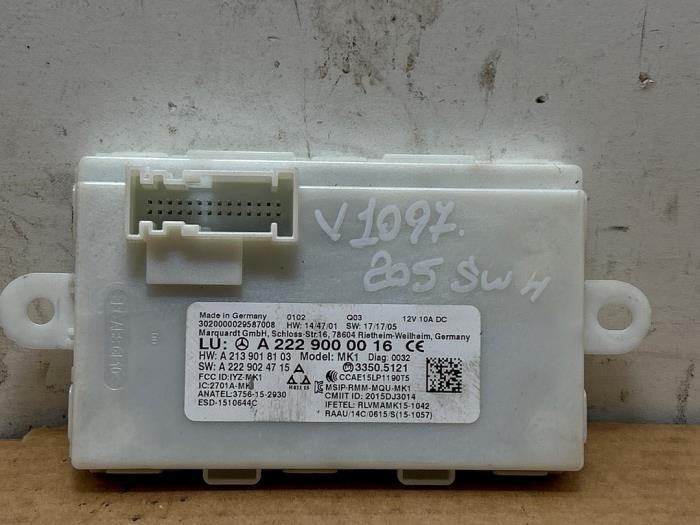 V1097.
205 SW H
Made in Germany 0102 Q03 12V 10A DC
3020000029587008 HW: 14/47/01 SW: 17/17/05
Marquardt GmbH, Schloss-Str.16, 78604 Rietheim-Weilheim, Germany
LU: A 222 900 00 16 CE
HW: A 213 901 81 03 Model: MK1 Diag: 0032
SW: A 222 902 47 15 3350.5121
FCC ID:IYZ-MK1 CCAE15LP1190T5
IC:2701A-MK1 MSIP-RMM-MQU-MK1
ANATEL:3756-15-2930 CMIIT ID: 2015DJ3014
ESD-1510644C IFETEL: RLVMAMK15-1042
RAAU/14C/0615/S(15-1057)